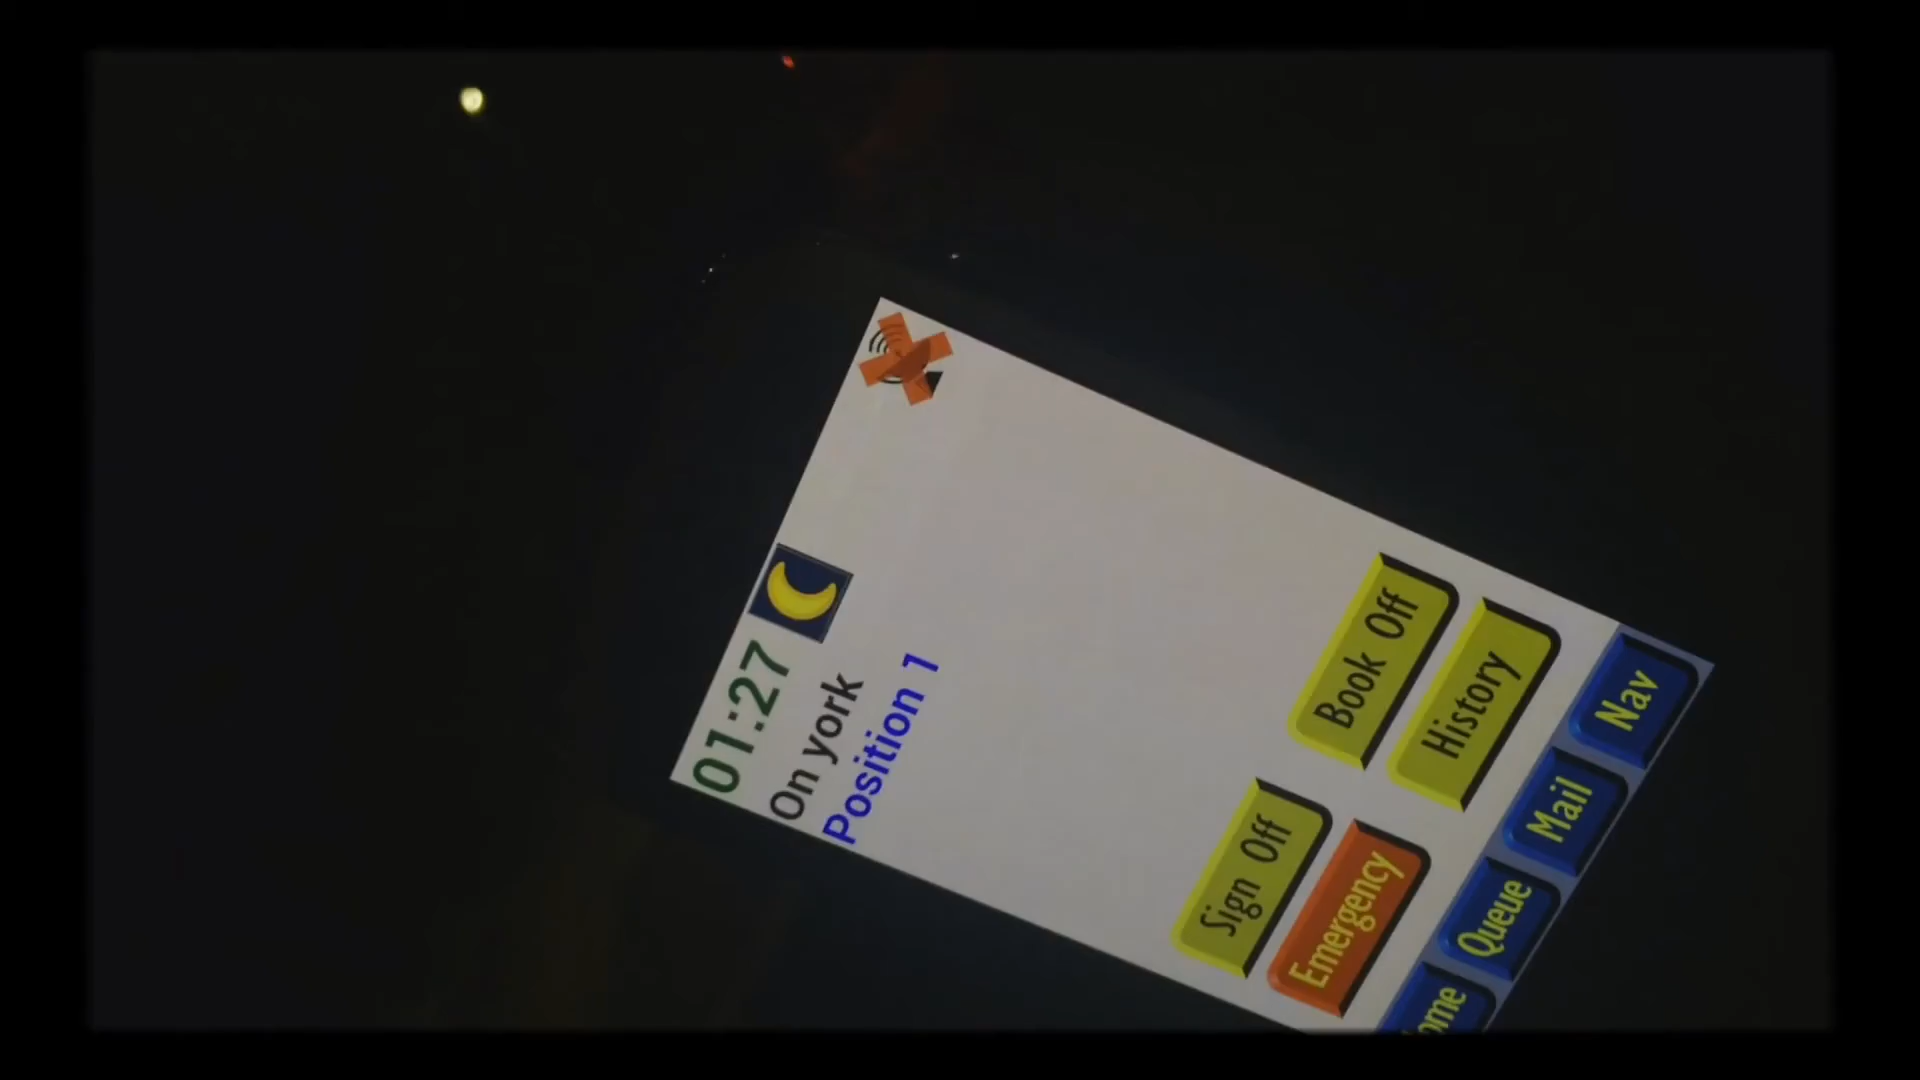 01:27
On york
Position 1
Sign Off
Book Off
Emergency
History
Queue
Mail
Nav